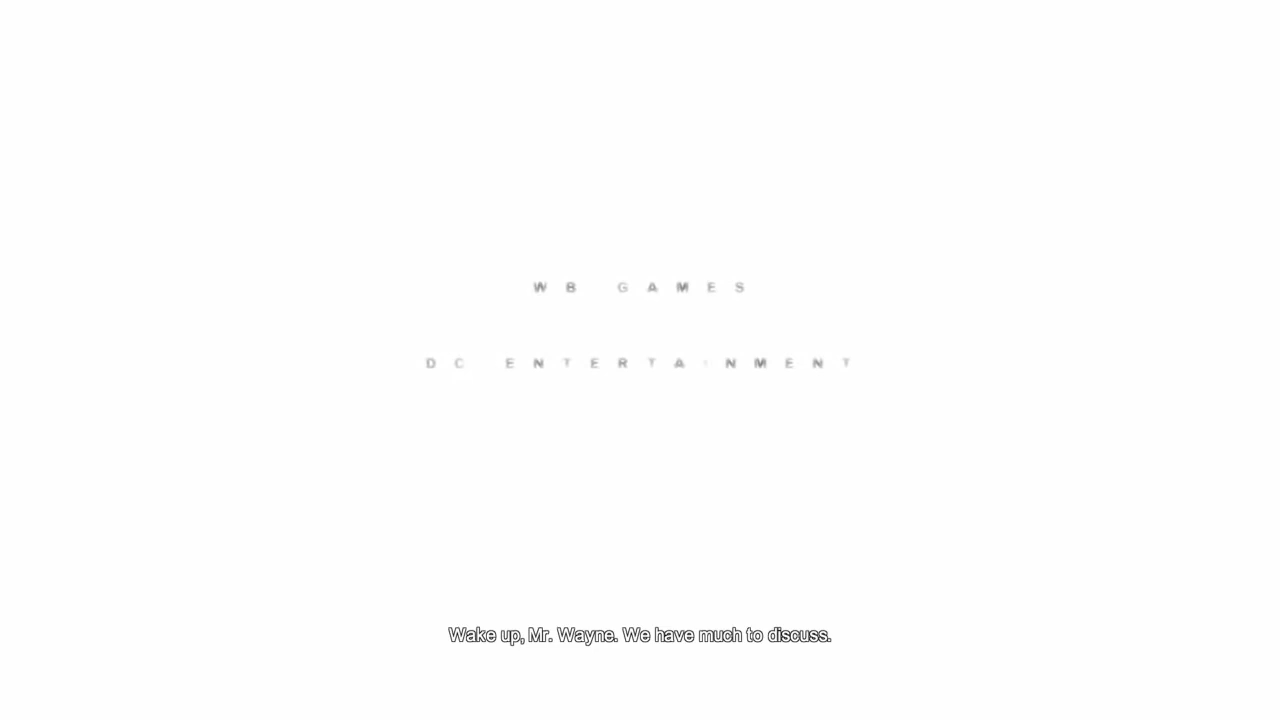 WB GAMES
DC ENTERTAINMENT
Wake up, Mr. Wayne. We have much to discuss.